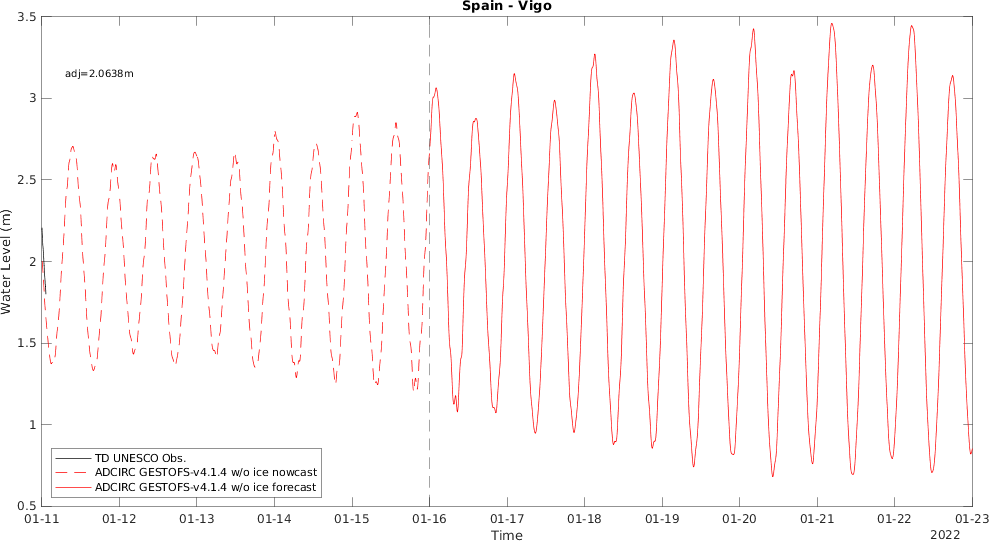 Spain - Vigo
adj=2.0638m
Water Level (m)
3.5
3
2.5
2
1.5
1
0.5
TD UNESCO Obs.
ADCIRC GESTOFS-v4.1.4 w/o ice nowcast
ADCIRC GESTOFS-v4.1.4 w/o ice forecast
01-11 01-12 01-13 01-14 01-15 01-16 01-17 01-18 01-19 01-20 01-21 01-22 01-23
Time
2022